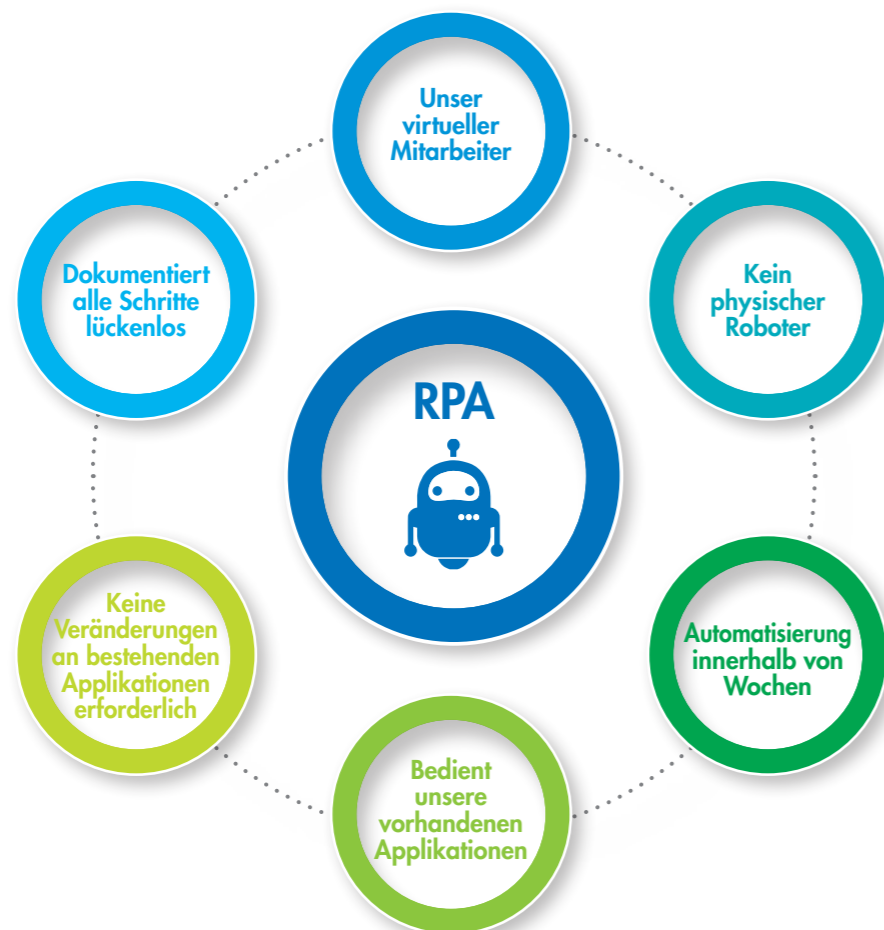 Unser
virtueller
Mitarbeiter
Kein
physischer
Roboter
Automatisierung
innerhalb von
Wochen
Bedient
unsere
vorhandenen
Applikationen
Keine
Veränderungen
an bestehenden
Applikationen
erforderlich
Dokumentiert
alle Schritte
lückenlos
RPA